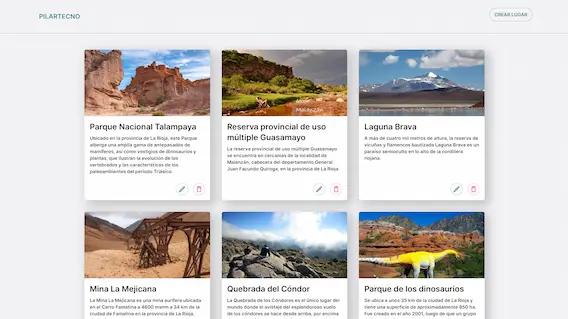 PILARTECNO
CREAR LUGAR
Parque Nacional Talampaya
Ubicado en la provincia de La Rioja, este Parque
alberga una amplia gama de antepasados de
mamíferos, así como vestigios de dinosaurios y
plantas, que ilustran la evolución de los
vertebrados y las características de los
paleoambientes del período Triásico.
Reserva provincial de uso
múltiple Guasamayo
La reserva provincial de uso múltiple Guasamayo
se encuentra en cercanías de la localidad de
Malanzán, cabecera del departamento General
Juan Facundo Quiroga, en la provincia de La Rioja
Laguna Brava
A más de cuatro mil metros de altura, la reserva de
vicuñas y flamencos bautizada Laguna Brava es un
paraíso semioculto en lo alto de la cordillera
riojana.
Mina La Mejicana
La Mina La Mejicana es una mina aurífera ubicada
en el Cerro Famatina a 4600 msnm a 34 km de la
ciudad de Famatina en la provincia de La Rioja.
Quebrada del Cóndor
La Quebrada de los Cóndores es el único lugar del
mundo donde el avistaje del esplendoroso vuelo
de los cóndores se hace desde arriba, por encima
Parque de los dinosaurios
Se ubica a unos 35 km de la ciudad de La Rioja y
tiene una superficie de aproximadamente 850 ha.
Fue creado en el año 2001, luego de que un grupo